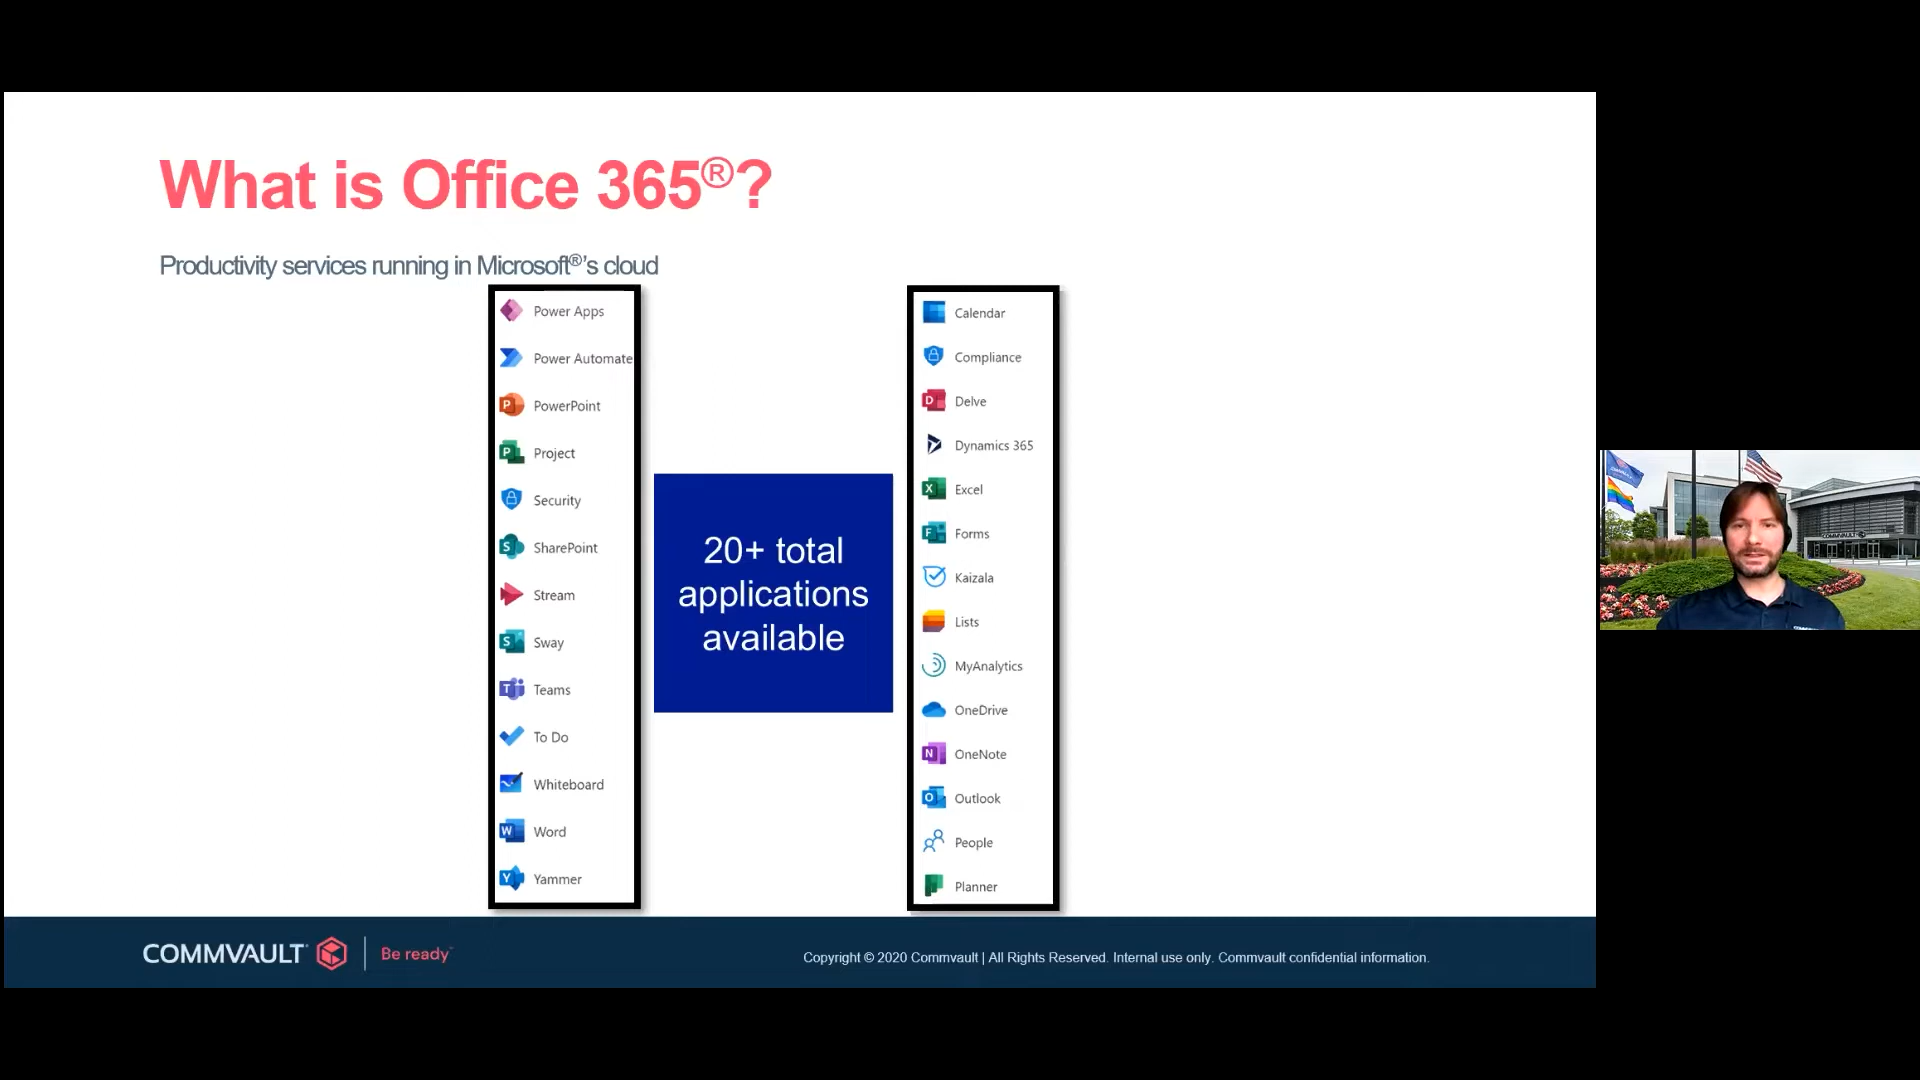 What is Office 365®?
Productivity services running in Microsoft®'s cloud
Power Apps
Power Automate
PowerPoint
Project
Security
SharePoint
Stream
Sway
Teams
To Do
Whiteboard
Word
Yammer
20+ total
applications
available
Calendar
Compliance
Delve
Dynamics 365
Excel
Forms
Kaizala
Lists
MyAnalytics
OneDrive
OneNote
Outlook
People
Planner
COMMVAULT
Be ready™
Copyright © 2020 Commvault | All Rights Reserved. Internal use only. Commvault confidential information.
COMMVAULT